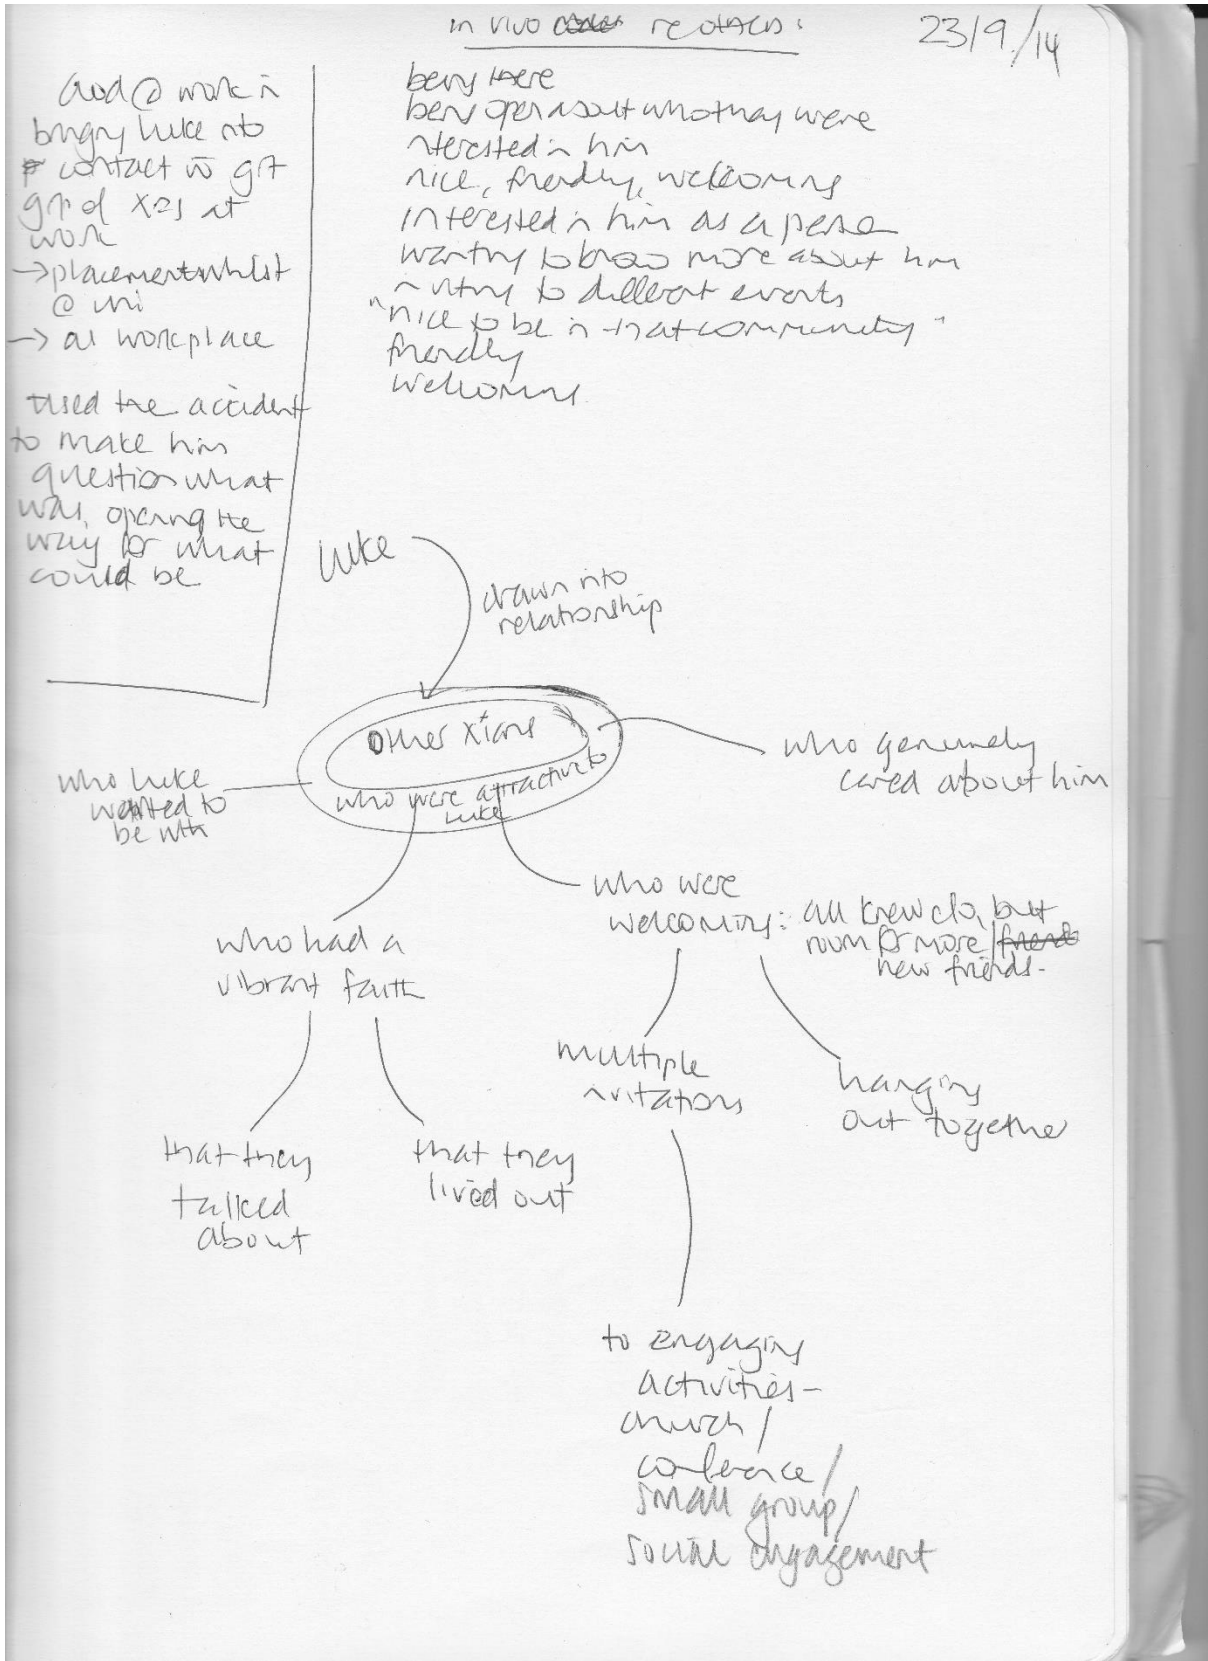 in vivo codes re others:
23/9/14
God @ work in
bringing Luke into
contact w̄ grt
grp of Xns at
work
→ placement whilst
@ uni
→ at workplace
Used the accident
to make him
question what
was, opening the
way for what
could be
being there
being open about who they were
interested in him
nice, friendly, welcoming
interested in him as a person
wanting to know more about him
inviting to different events
"nice to be in that community"
friendly
welcoming
Luke
drawn into
relationship
Other Xians
who were attractive to
Luke
who genuinely
cared about him
who Luke
wanted to
be with
who were
welcoming: all knew e/o, but
room for more/friends
new friends-
who had a
vibrant faith
multiple
invitations
hanging
out together
that they
talked
about
that they
lived out
to engaging
activities-
church/
conference/
small group/
social engagement